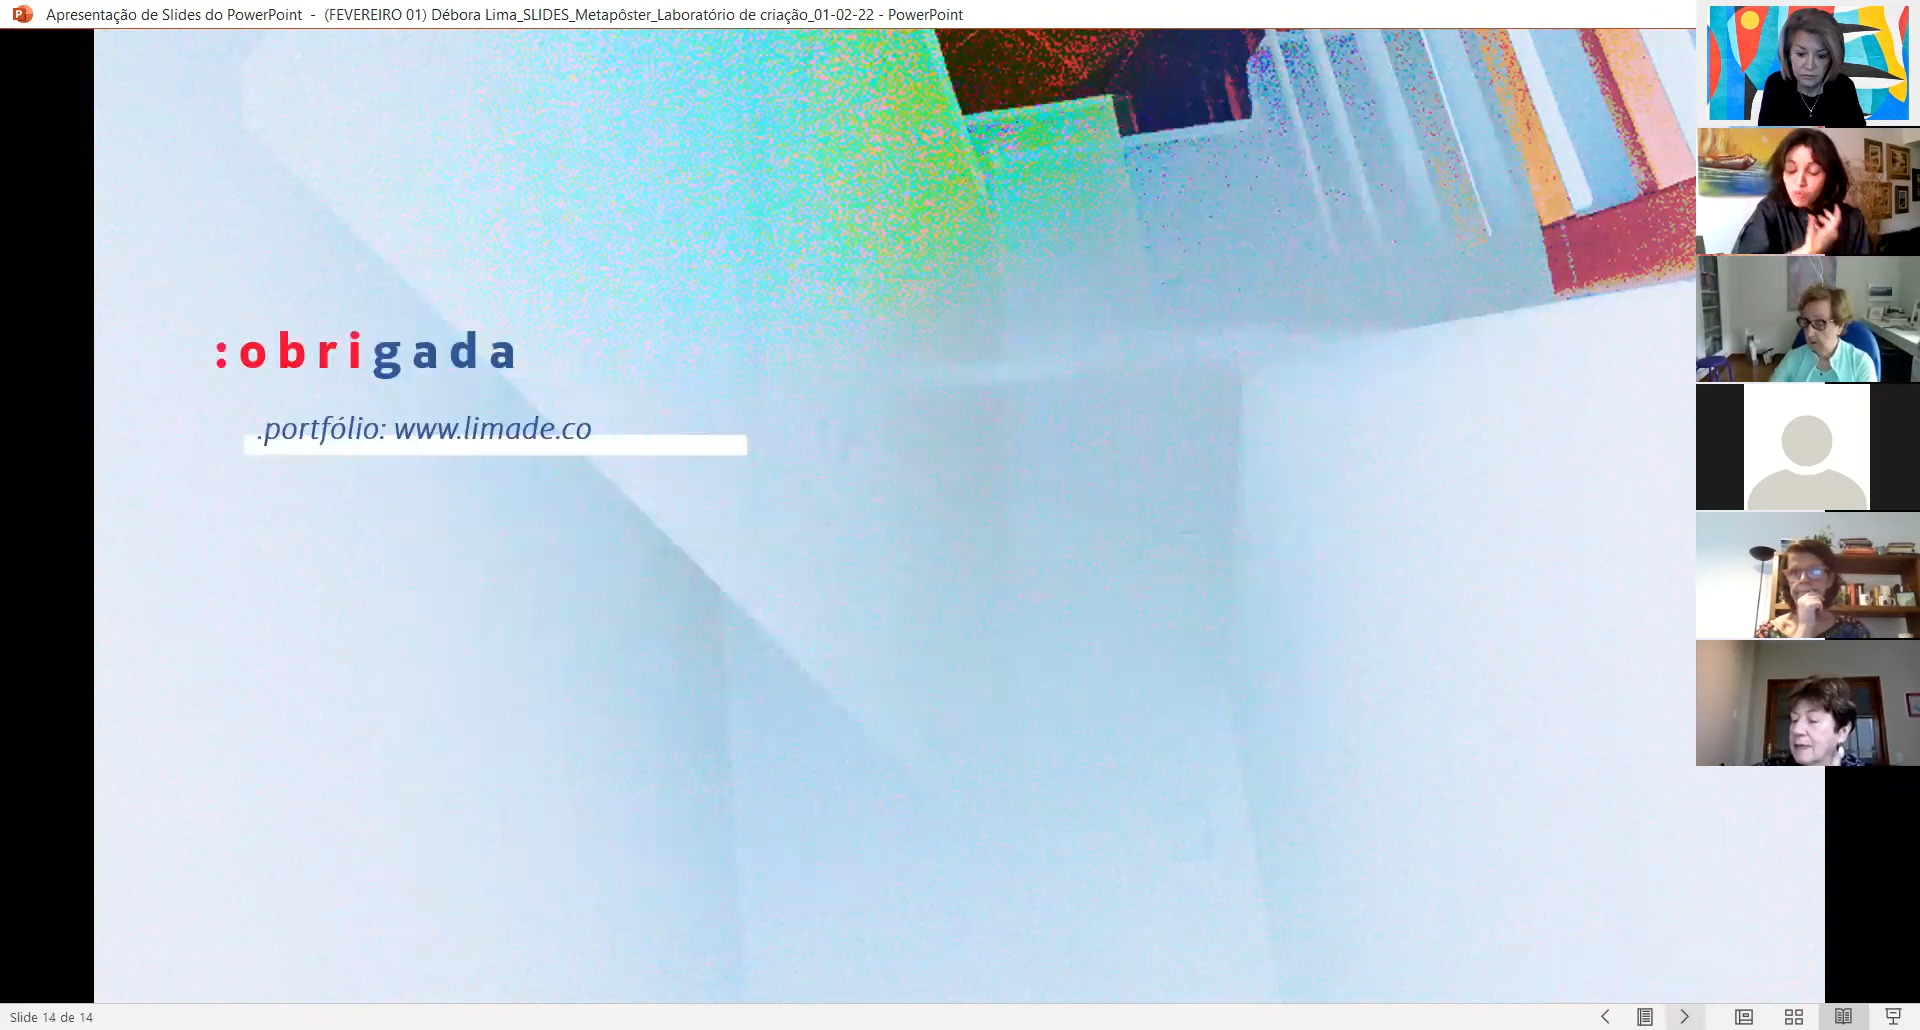 Apresentação de Slides do PowerPoint - (FEVEREIRO 01) Débora Lima_SLIDES_Metapôster_Laboratório de criação_01-02-22 - PowerPoint
:obrigada
.portfólio: www.limade.co
Slide 14 de 14